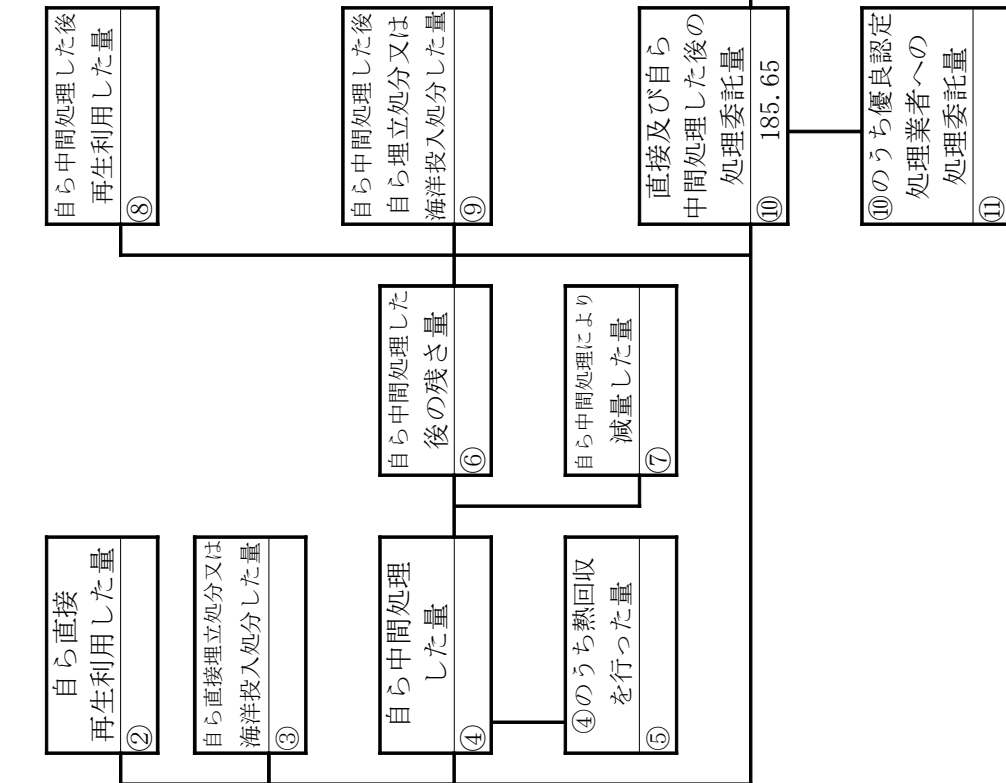 自ら直接
再生利用した量
②
自ら直接埋立処分又は
海洋投入処分した量
③
自ら中間処理
した量
④
④のうち熱回収
を行った量
⑤
自ら中間処理した
後の残さ量
⑥
自ら中間処理により
減量した量
⑦
自ら中間処理した後
再生利用した量
⑧
自ら中間処理した後
自ら埋立処分又は
海洋投入処分した量
⑨
直接及び自ら
中間処理した後の
処理委託量
⑩ 185.65
⑩のうち優良認定
処理業者への
処理委託量
⑪